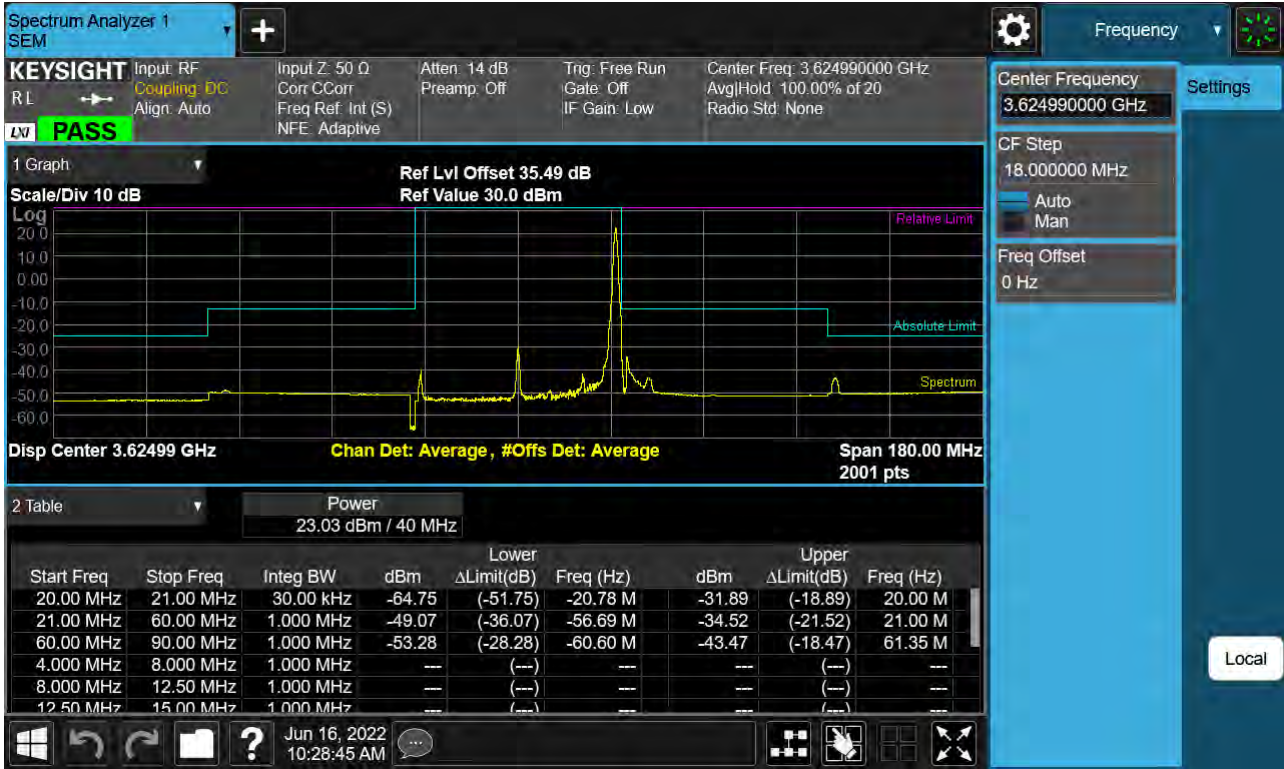 Spectrum Analyzer 1
SEM
Frequency
KEYSIGHT
R L
LXI
PASS
Input: RF
Coupling: DC
Align: Auto
Input Z: 50 Ω
Corr CCorr
Freq Ref: Int (S)
NFE: Adaptive
Atten: 14 dB
Preamp: Off
Trig: Free Run
Gate: Off
IF Gain: Low
Center Freq: 3.624990000 GHz
Avg|Hold: 100.00% of 20
Radio Std: None
Center Frequency
3.624990000 GHz
Settings
CF Step
18.000000 MHz
Auto
Man
Freq Offset
0 Hz
1 Graph
Ref Lvl Offset 35.49 dB
Scale/Div 10 dB
Ref Value 30.0 dBm
Log
20.0
10.0
0.00
-10.0
-20.0
-30.0
-40.0
-50.0
-60.0
Relative Limit
Absolute Limit
Spectrum
Disp Center 3.62499 GHz
Chan Det: Average , #Offs Det: Average
Span 180.00 MHz
2001 pts
2 Table
Power
23.03 dBm / 40 MHz
Lower Upper
Start Freq Stop Freq Integ BW dBm ∆Limit(dB) Freq (Hz) dBm ∆Limit(dB) Freq (Hz)
20.00 MHz 21.00 MHz 30.00 kHz -64.75 (-51.75) -20.78 M -31.89 (-18.89) 20.00 M
21.00 MHz 60.00 MHz 1.000 MHz -49.07 (-36.07) -56.69 M -34.52 (-21.52) 21.00 M
60.00 MHz 90.00 MHz 1.000 MHz -53.28 (-28.28) -60.60 M -43.47 (-18.47) 61.35 M
4.000 MHz 8.000 MHz 1.000 MHz --- (---) --- --- (---) ---
8.000 MHz 12.50 MHz 1.000 MHz --- (---) --- --- (---) ---
12.50 MHz 15.00 MHz 1.000 MHz --- (---) --- --- (---) ---
Local
?
Jun 16, 2022
10:28:45 AM